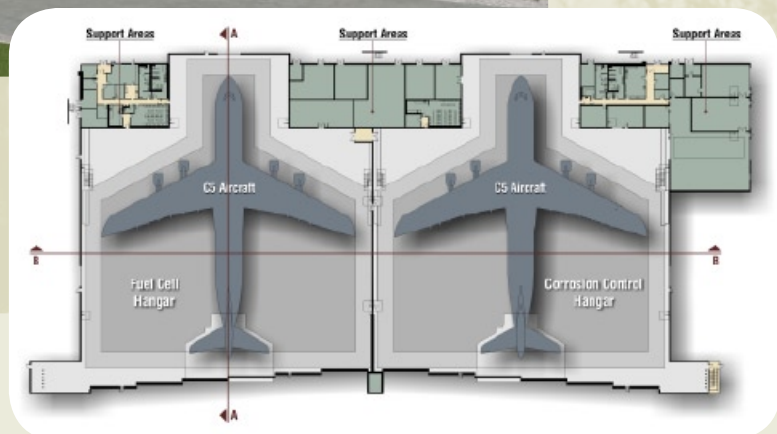 Support Areas
A
Support Areas
Support Areas
C5 Aircraft
C5 Aircraft
B
B
Fuel Cell
Hangar
Corrosion Control
Hangar
A